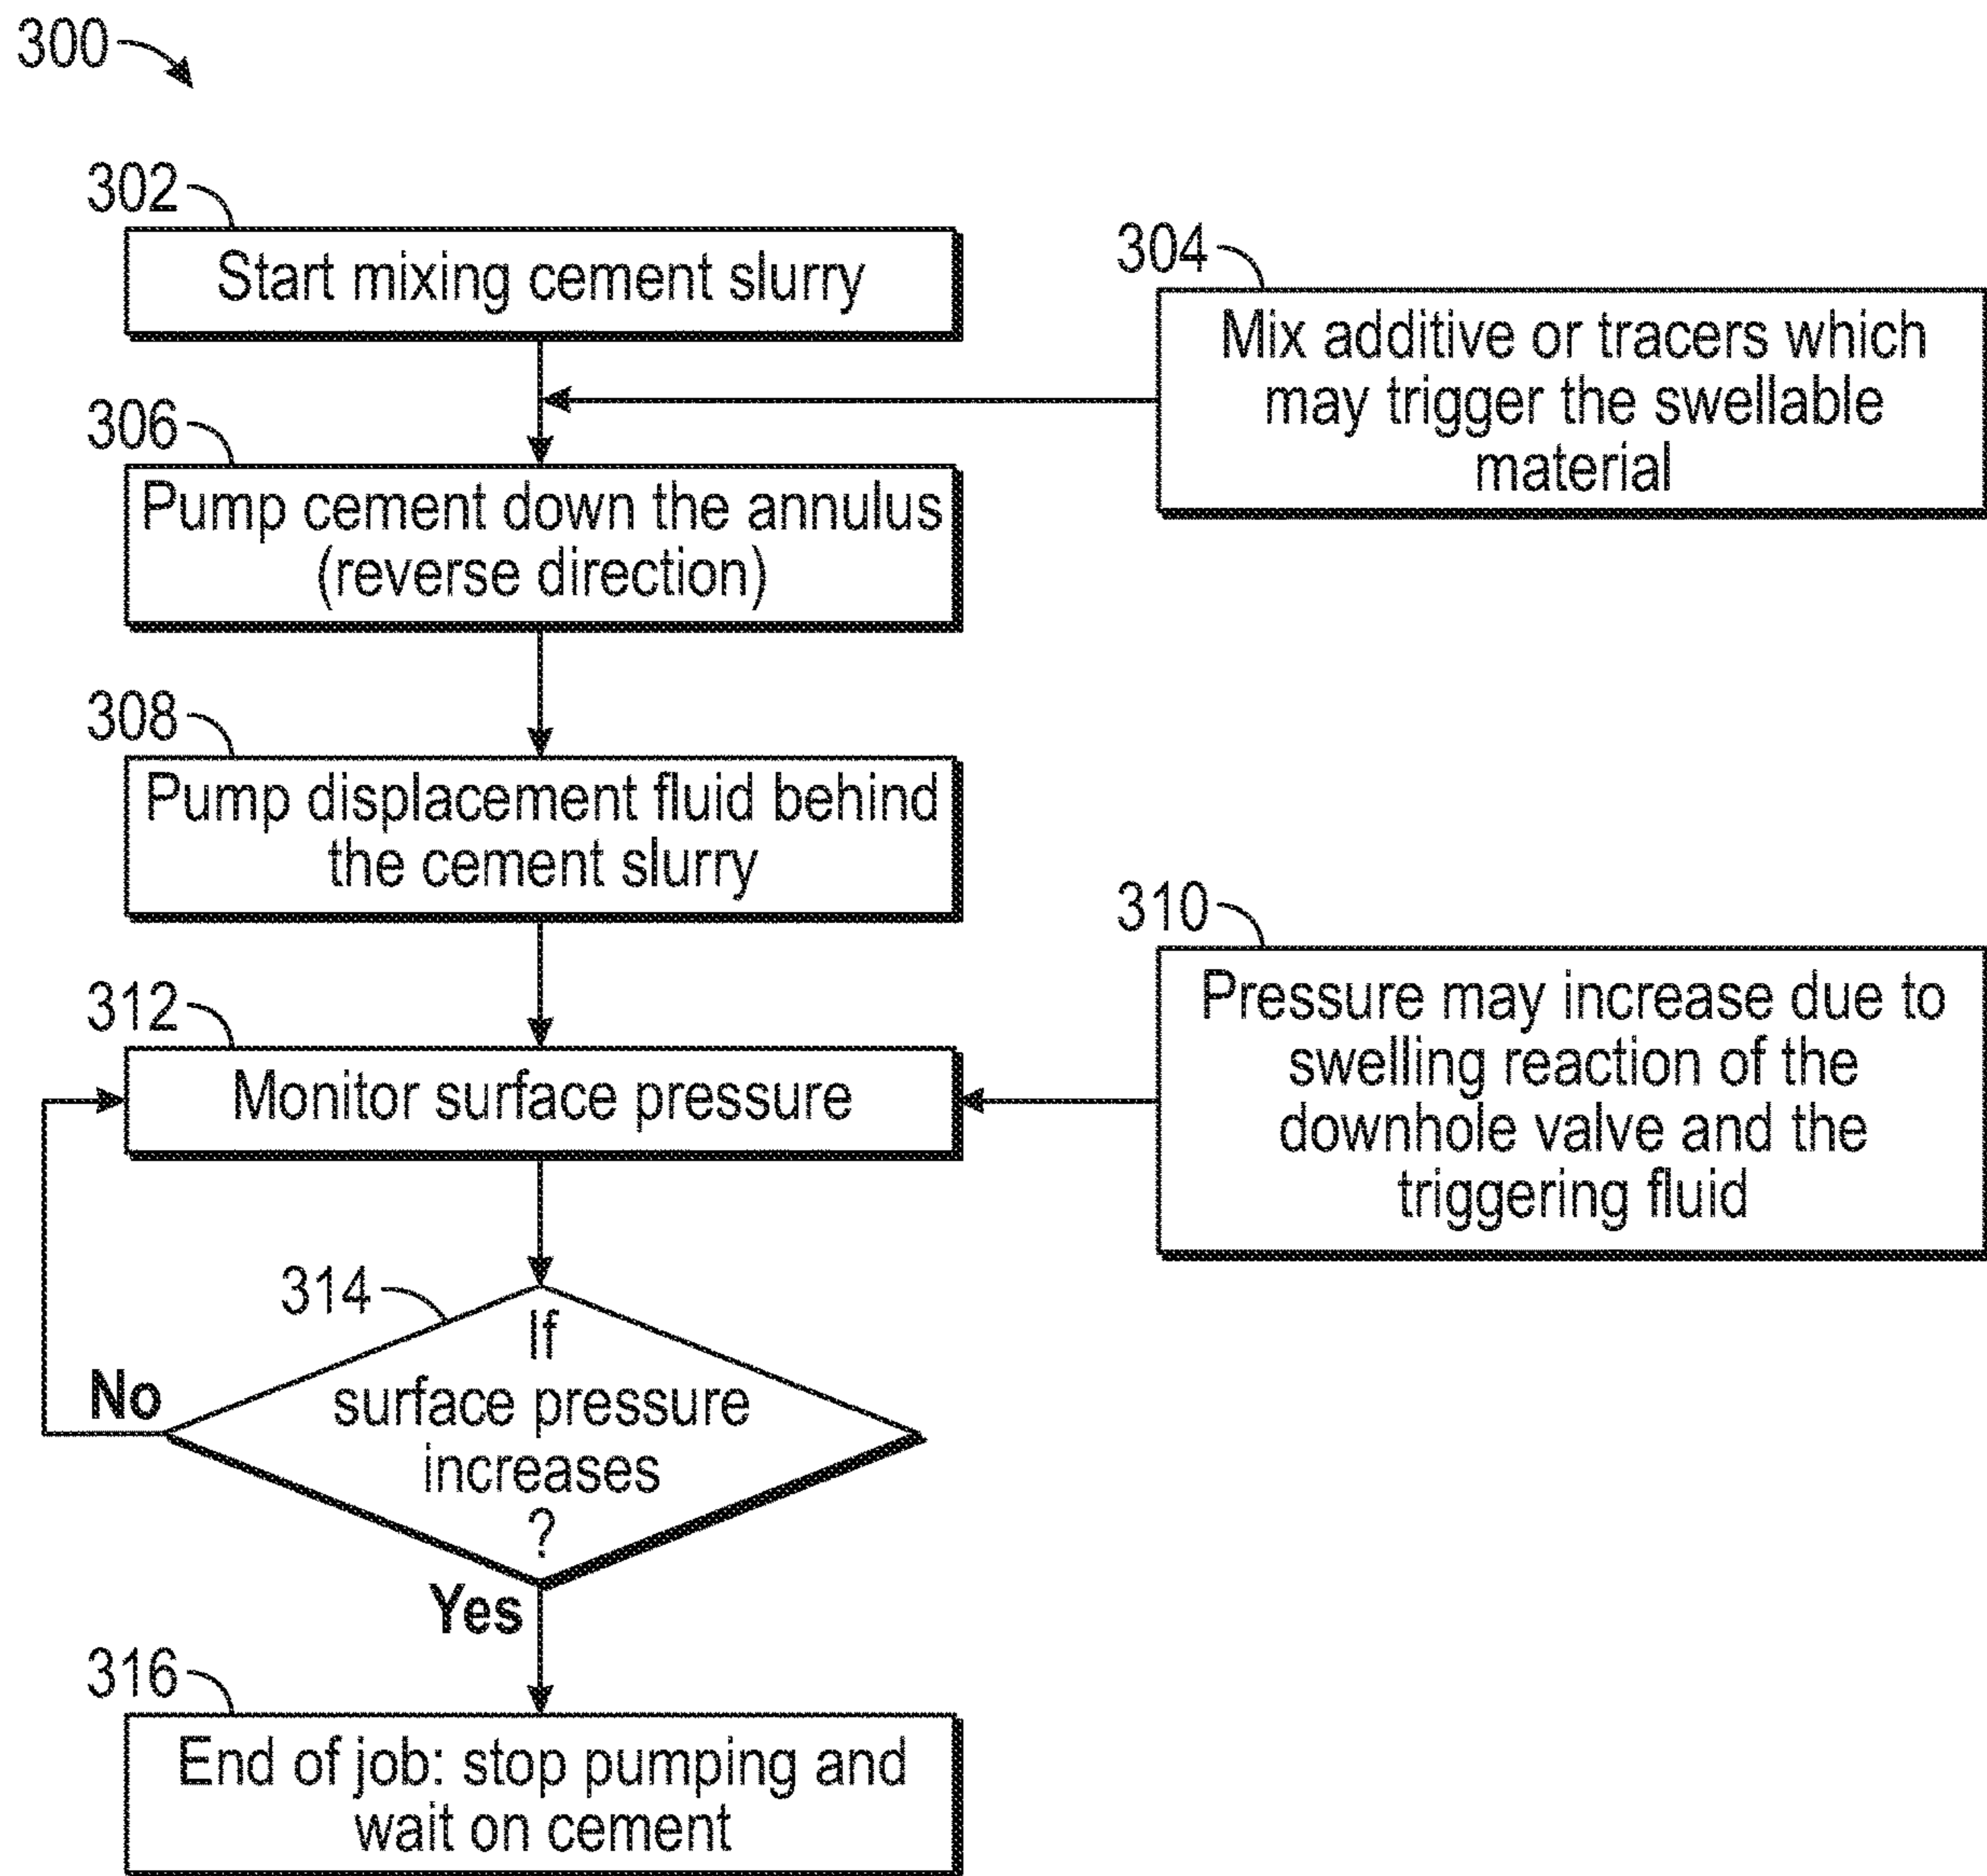 300
302
Start mixing cement slurry
304
Mix additive or tracers which
may trigger the swellable
material
306
Pump cement down the annulus
(reverse direction)
308
Pump displacement fluid behind
the cement slurry
310
Pressure may increase due to
swelling reaction of the
downhole valve and the
triggering fluid
312
Monitor surface pressure
314
If
surface pressure
increases
?
No
Yes
316
End of job: stop pumping and
wait on cement